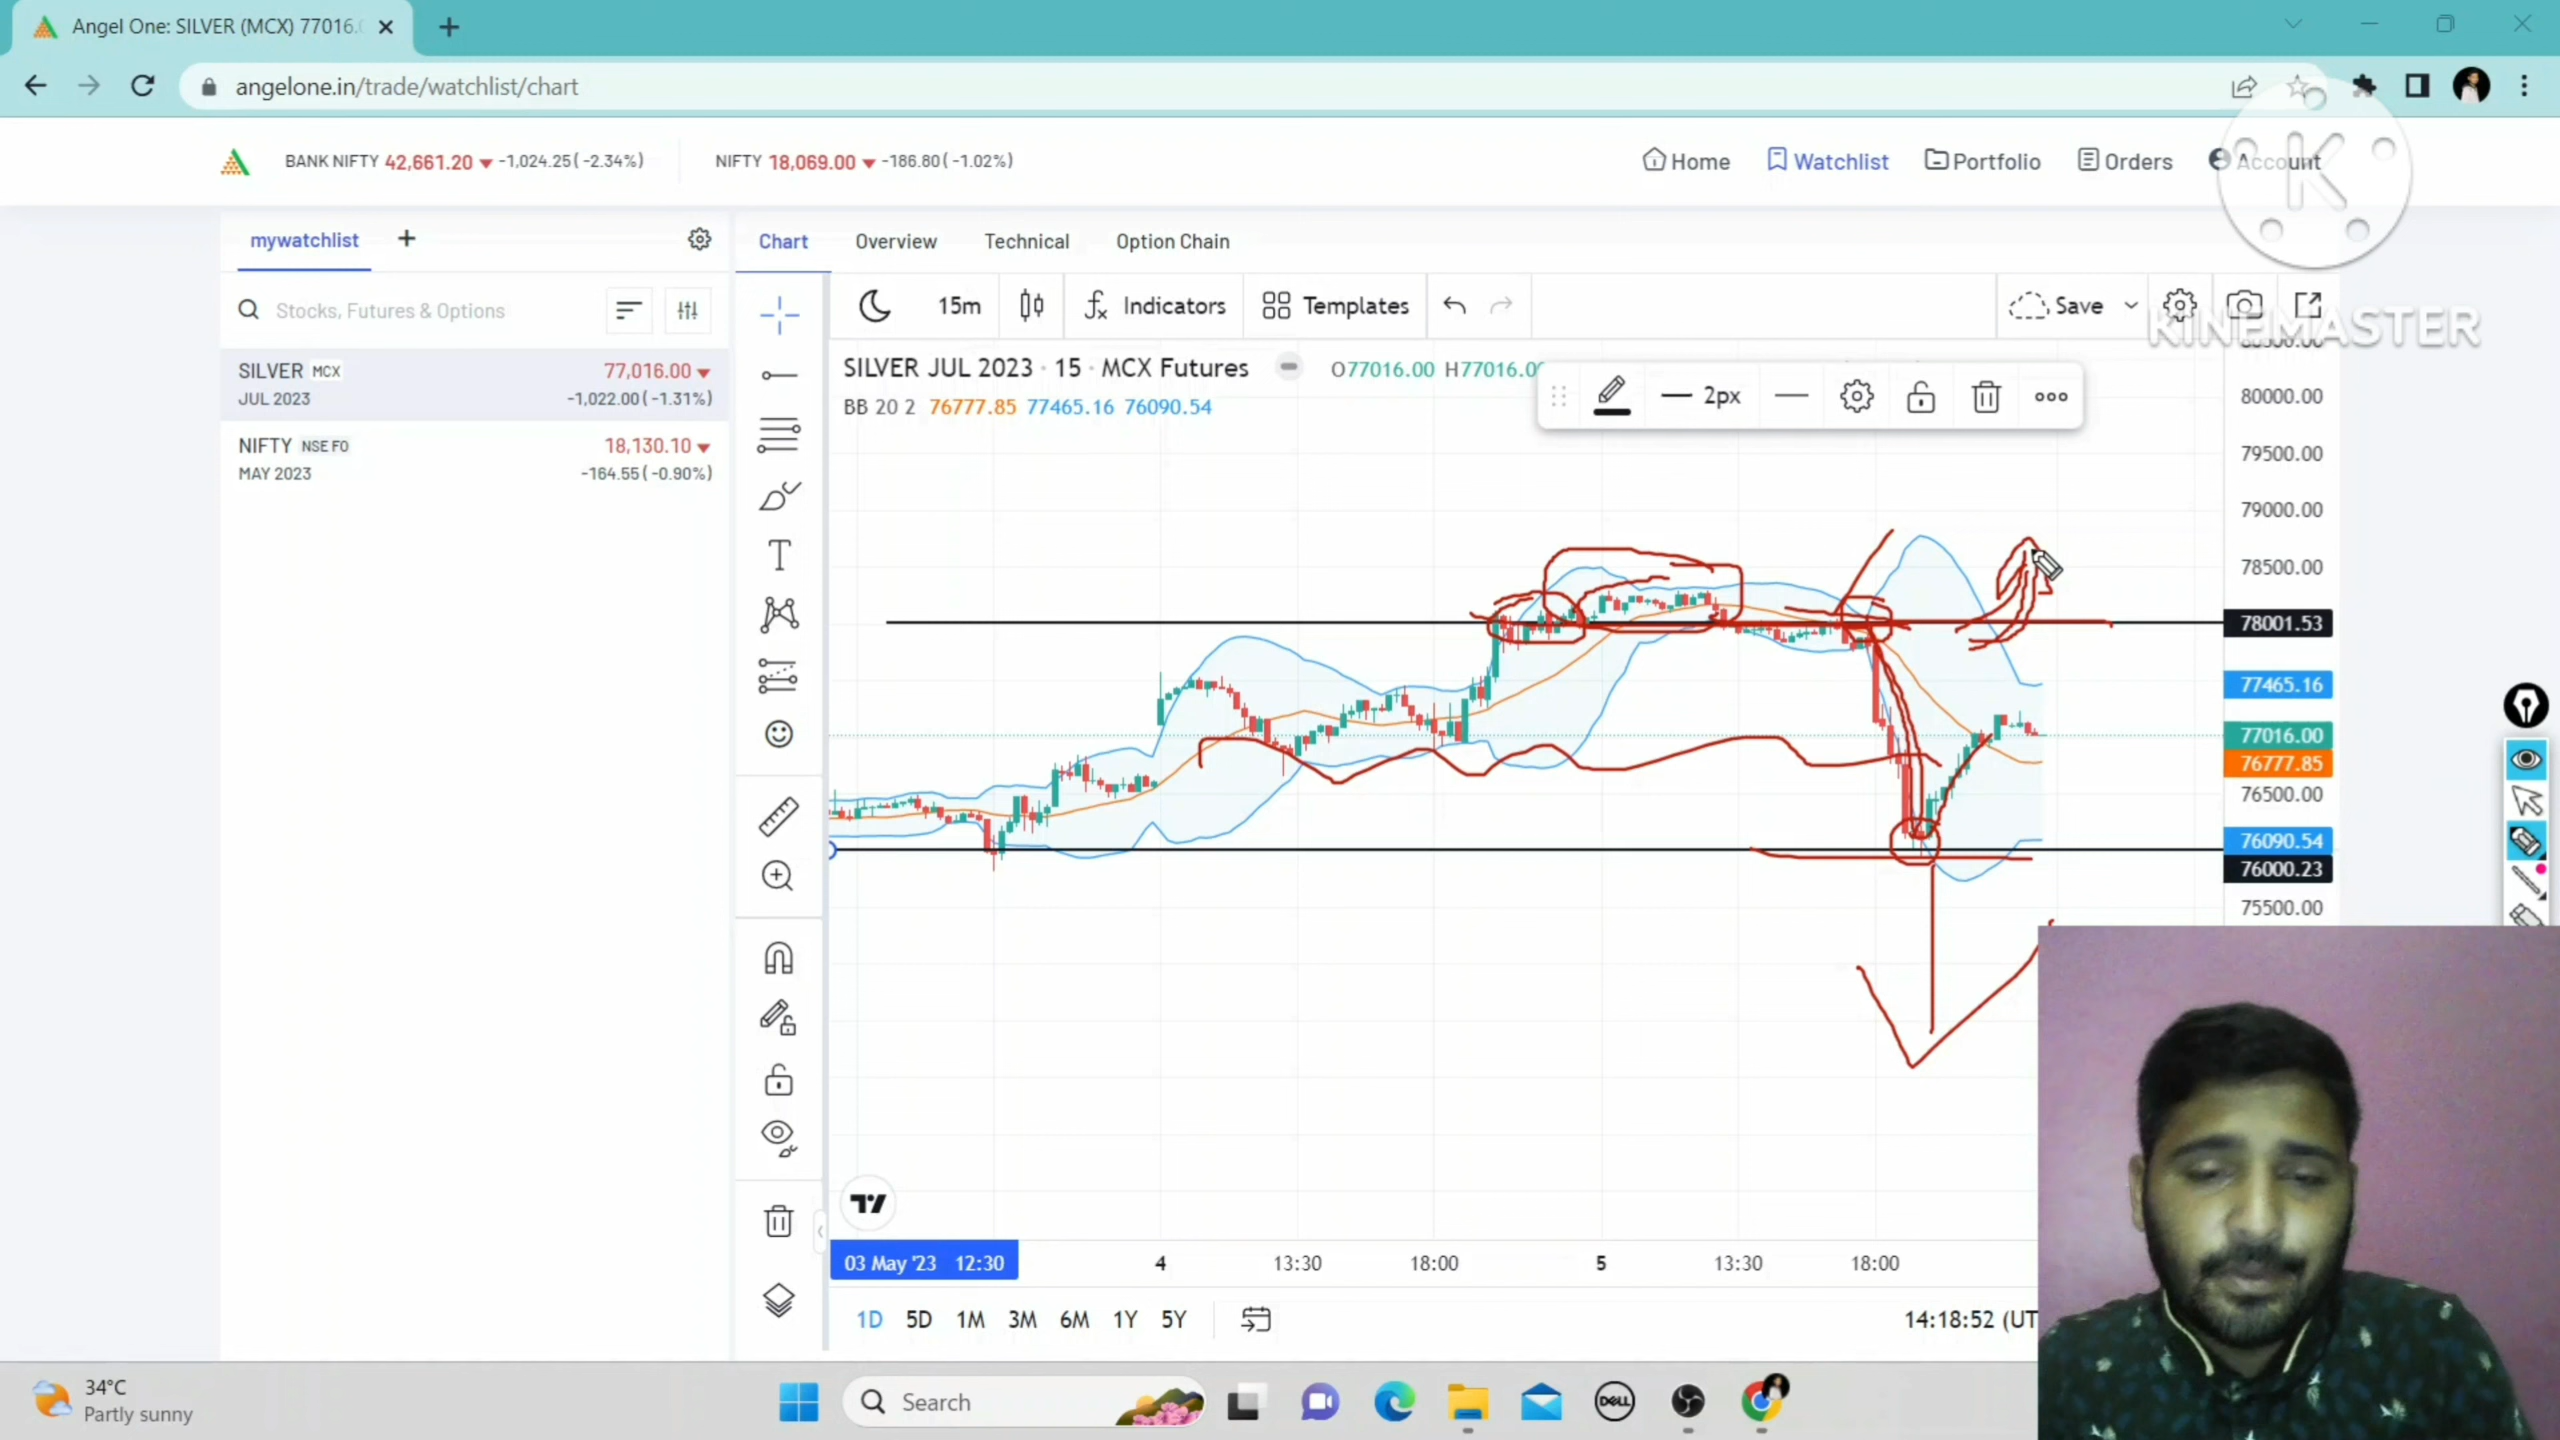 Angel One: SILVER (MCX) 77016.0
angelone.in/trade/watchlist/chart
BANK NIFTY 42,661.20 ▼ -1,024.25( -2.34%)
NIFTY 18,069.00 ▼ -186.80( -1.02%)
Home
Watchlist
Portfolio
Orders
Account
KINEMASTER
mywatchlist +
Stocks, Futures & Options
SILVER MCX 77,016.00 ▼
JUL 2023 -1,022.00( -1.31%)
NIFTY NSE FO 18,130.10 ▼
MAY 2023 -164.55( -0.90%)
Chart Overview Technical Option Chain
15m Indicators Templates Save
SILVER JUL 2023 · 15 · MCX Futures O77016.00 H77016.00
BB 20 2 76777.85 77465.16 76090.54
2px
80000.00
79500.00
79000.00
78500.00
78001.53
77465.16
77016.00
76777.85
76500.00
76090.54
76000.23
75500.00
03 May '23 12:30 4 13:30 18:00 5 13:30 18:00
1D 5D 1M 3M 6M 1Y 5Y
14:18:52 (UT
34°C
Partly sunny
Search
DELL